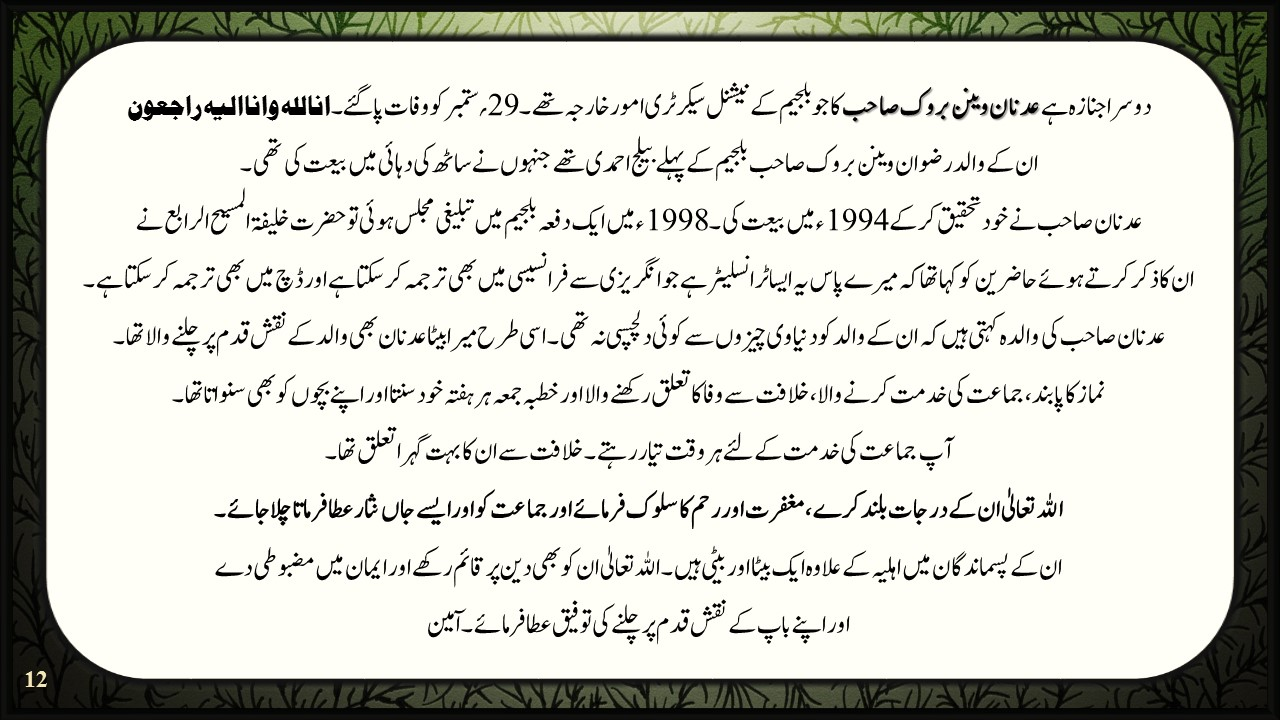 دوسرا جنازہ ہے عدنان وینن بروک صاحب کا جو بلجیم کے نیشنل سیکرٹری امور خارجہ تھے۔ 29؍ ستمبر کو وفات پاگئے۔ انا للہ وانا الیہ راجعون
ان کے والد رضوان وینن بروک صاحب بلجیم کے پہلے بیلج احمدی تھے جنہوں نے ساٹھ کی دہائی میں بیعت کی تھی۔
عدنان صاحب نے خود تحقیق کر کے 1994ء میں بیعت کی۔ 1998ء میں ایک دفعہ بلجیم میں تبلیغی مجلس ہوئی تو حضرت خلیفۃ المسیح الرابع نے
ان کا ذکر کرتے ہوئے حاضرین کو کہا تھا کہ میرے پاس یہ ایسا ٹرانسلیٹر ہے جو انگریزی سے فرانسیسی میں بھی ترجمہ کر سکتا ہے اور ڈچ میں بھی ترجمہ کر سکتا ہے۔
عدنان صاحب کی والدہ کہتی ہیں کہ ان کے والد کو دنیاوی چیزوں سے کوئی دلچسپی نہ تھی۔ اسی طرح میرا بیٹا عدنان بھی والد کے نقش قدم پر چلنے والا تھا۔
نماز کا پابند، جماعت کی خدمت کرنے والا، خلافت سے وفا کا تعلق رکھنے والا اور خطبہ جمعہ ہر ہفتہ خود سنتا اور اپنے بچوں کو بھی سنواتا تھا۔
آپ جماعت کی خدمت کے لئے ہر وقت تیار رہتے۔ خلافت سے ان کا بہت گہرا تعلق تھا۔
اللہ تعالیٰ ان کے درجات بلند کرے، مغفرت اور رحم کا سلوک فرمائے اور جماعت کو اور ایسے جاں نثار عطا فرماتا چلا جائے۔
ان کے پسماندگان میں اہلیہ کے علاوہ ایک بیٹا اور بیٹی ہیں۔ اللہ تعالیٰ ان کو بھی دین پر قائم رکھے اور ایمان میں مضبوطی دے
اور اپنے باپ کے نقش قدم پر چلنے کی توفیق عطا فرمائے۔ آمین
12